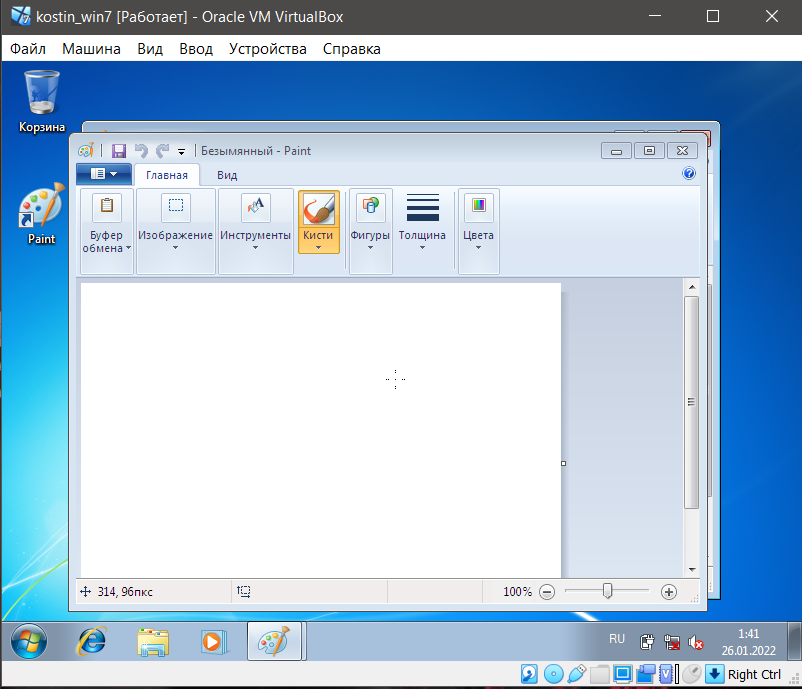 kostin_win7 [Работает] - Oracle VM VirtualBox
Файл Машина Вид Ввод Устройства Справка
Корзина
Paint
Безымянный - Paint
Главная Вид
Буфер обмена
Изображение
Инструменты
Кисти
Фигуры
Толщина
Цвета
314, 96пкс
100%
RU
1:41
26.01.2022
Right Ctrl